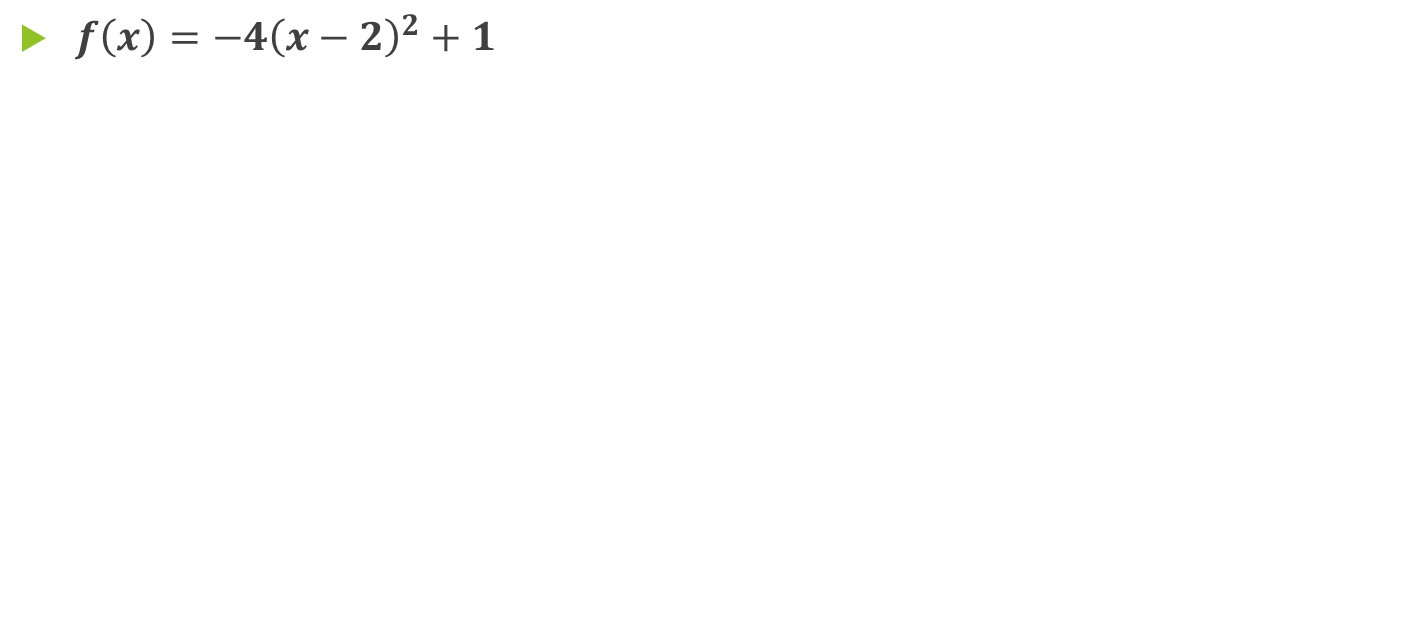 ▶ 𝒇(𝒙) = −𝟒(𝒙 − 𝟐)² + 𝟏